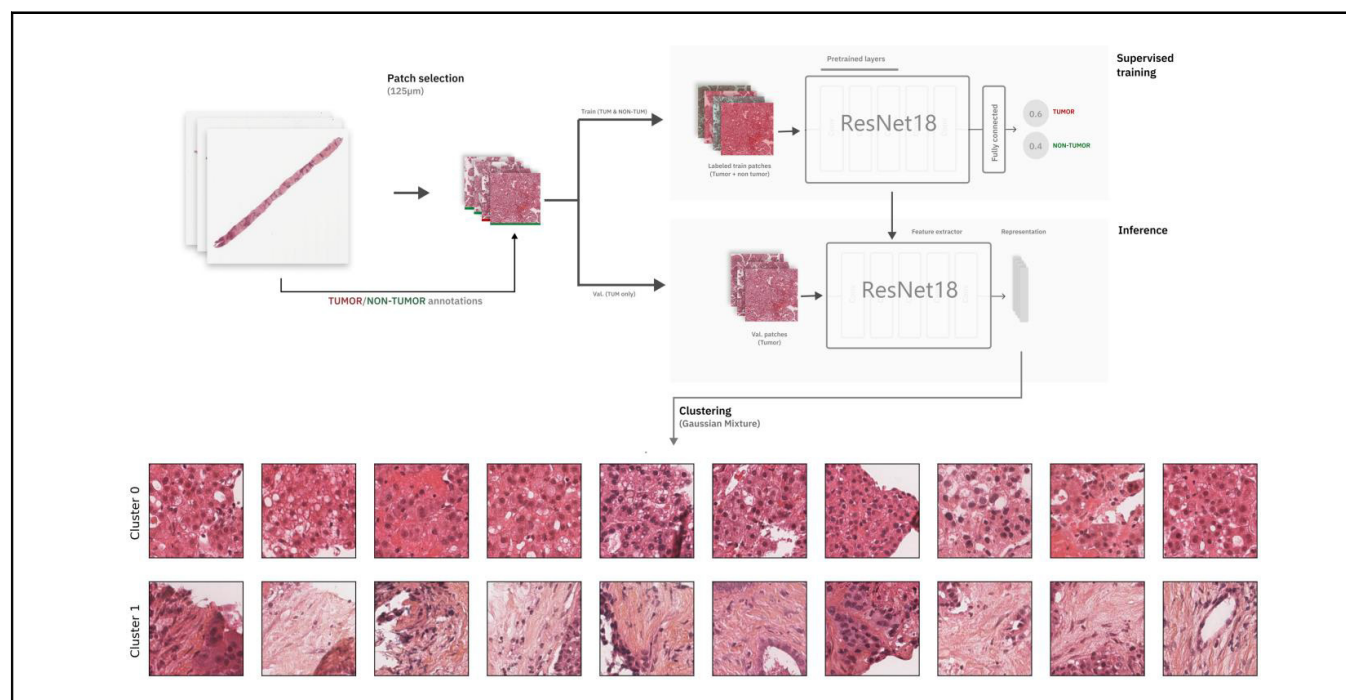 Patch selection
(125µm)
TUMOR/NON-TUMOR annotations
Train (TUM & NON-TUM)
Val. (TUM only)
Pretrained layers
ResNet18
Fully connected
Labeled train patches
(Tumor + non tumor)
0.6
TUMOR
0.4
NON-TUMOR
Supervised
training
Feature extractor
Representation
ResNet18
Val. patches
(Tumor)
Inference
Clustering
(Gaussian Mixture)
Cluster 0
Cluster 1